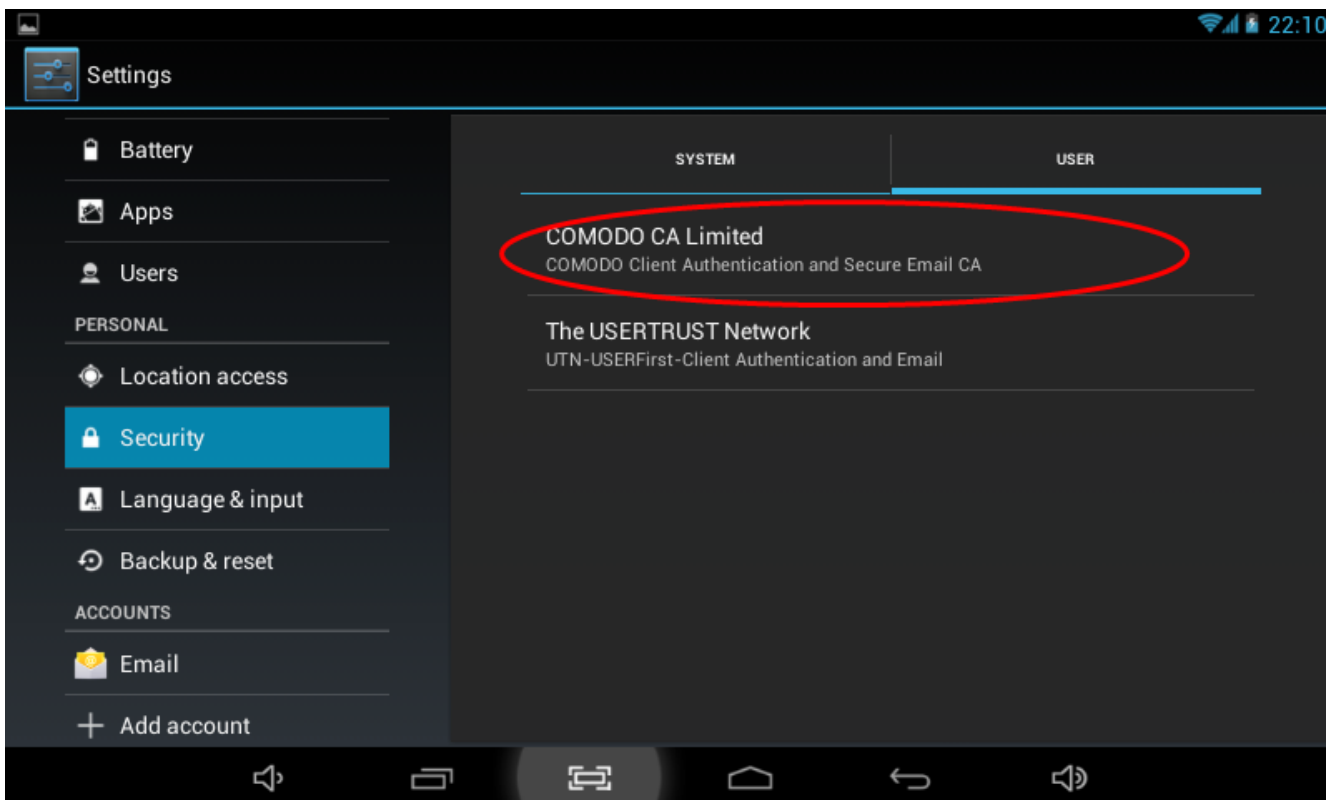 22:10
Settings
Battery
Apps
Users
PERSONAL
Location access
Security
Language & input
Backup & reset
ACCOUNTS
Email
Add account
SYSTEM
USER
COMODO CA Limited
COMODO Client Authentication and Secure Email CA
The USERTRUST Network
UTN-USERFirst-Client Authentication and Email